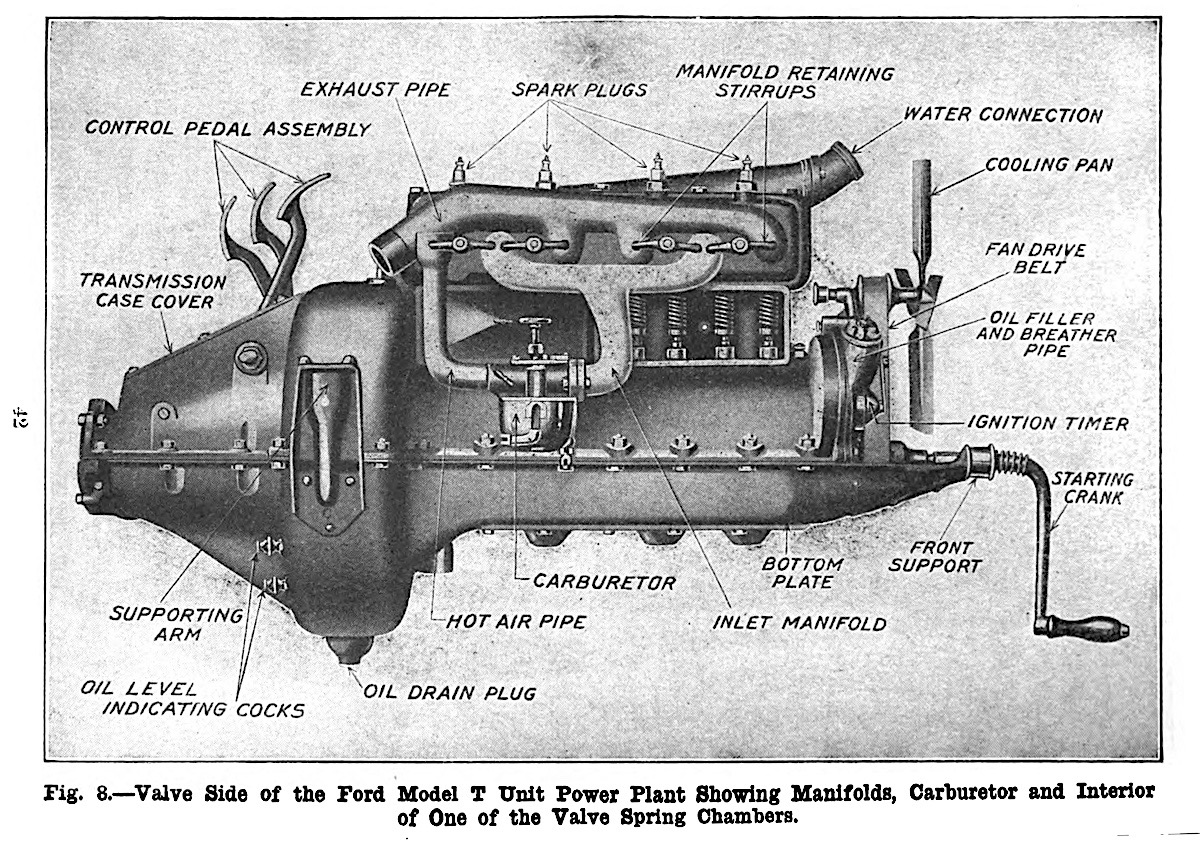 EXHAUST PIPE
SPARK PLUGS
MANIFOLD RETAINING
STIRRUPS
CONTROL PEDAL ASSEMBLY
WATER CONNECTION
COOLING PAN
FAN DRIVE
BELT
TRANSMISSION
CASE COVER
OIL FILLER
AND BREATHER
PIPE
42
IGNITION TIMER
STARTING
CRANK
FRONT
SUPPORT
BOTTOM
PLATE
CARBURETOR
SUPPORTING
ARM
HOT AIR PIPE
INLET MANIFOLD
OIL LEVEL
INDICATING COCKS
OIL DRAIN PLUG
Fig. 8.—Valve Side of the Ford Model T Unit Power Plant Showing Manifolds, Carburetor and Interior
of One of the Valve Spring Chambers.